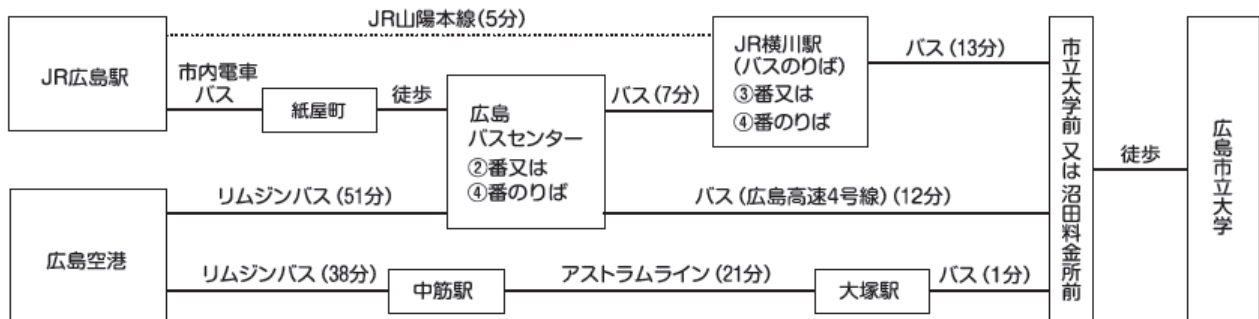 JR山陽本線(5分)
JR広島駅
市内電車
バス
紙屋町
徒歩
広島
バスセンター
②番又は
④番のりば
バス(7分)
JR横川駅
(バスのりば)
③番又は
④番のりば
バス(13分)
広島空港
リムジンバス(51分)
バス(広島高速4号線)(12分)
リムジンバス(38分)
中筋駅
アストラムライン(21分)
大塚駅
バス(1分)
市立大学前 又は 沼田料金所前
徒歩
広島市立大学